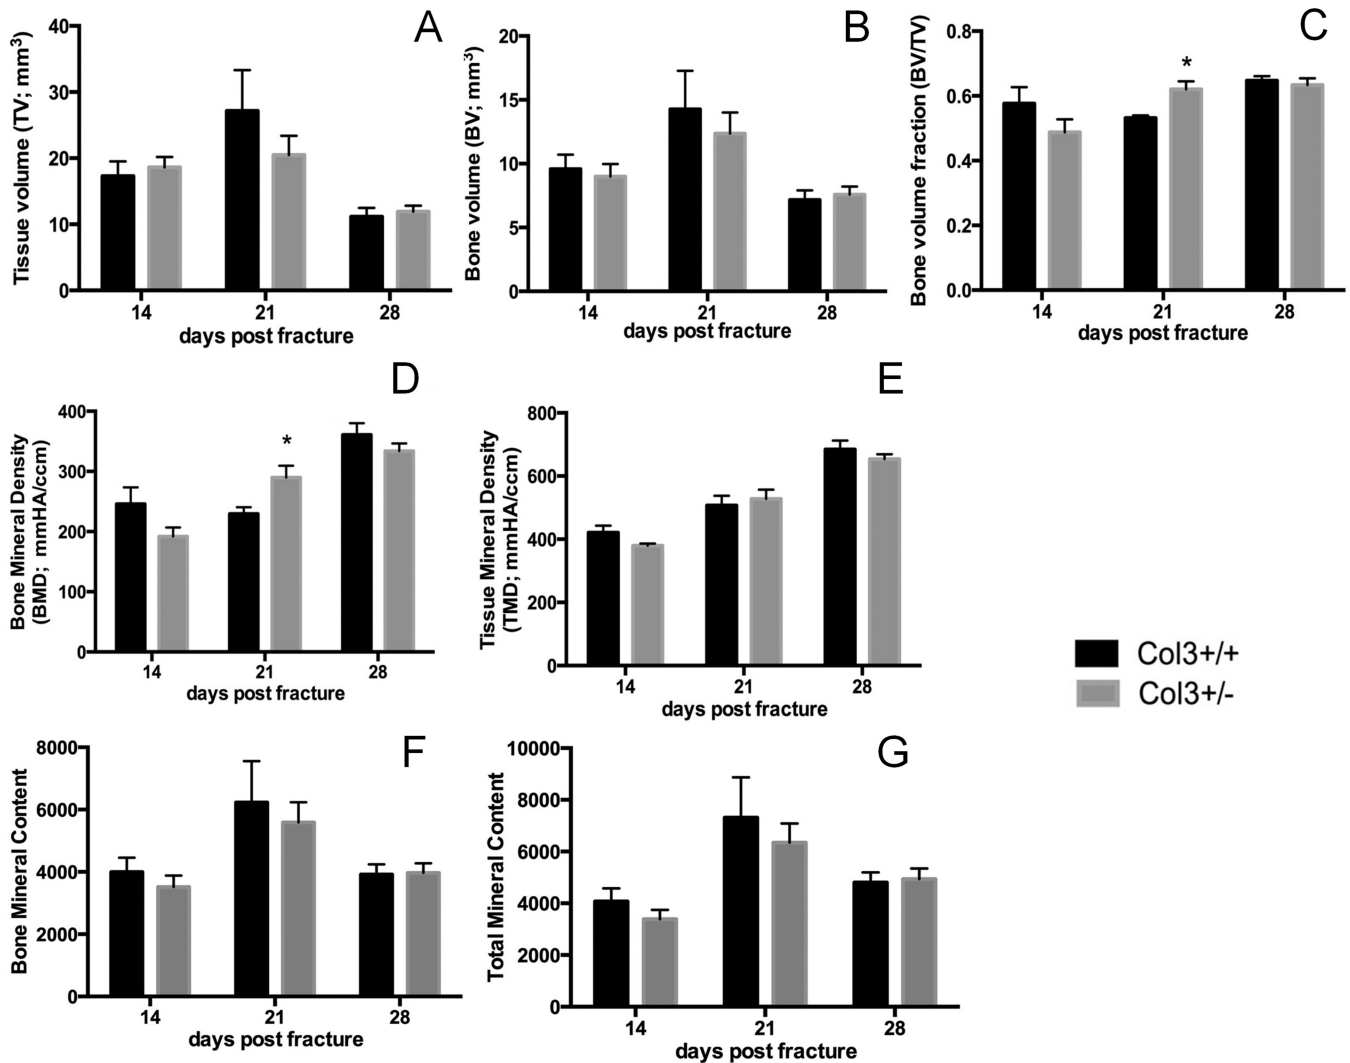 A
Tissue volume (TV; mm³)
40
30
20
10
0
14 21 28
days post fracture
B
Bone volume (BV; mm³)
20
15
10
5
0
14 21 28
days post fracture
C
Bone volume fraction (BV/TV)
0.8
0.6
0.4
0.2
0.0
*
14 21 28
days post fracture
D
Bone Mineral Density
(BMD; mmHA/ccm)
400
300
200
100
0
*
14 21 28
days post fracture
E
Tissue Mineral Density
(TMD; mmHA/ccm)
800
600
400
200
0
14 21 28
days post fracture
Col3+/+
Col3+/-
F
Bone Mineral Content
8000
6000
4000
2000
0
14 21 28
days post fracture
G
Total Mineral Content
10000
8000
6000
4000
2000
0
14 21 28
days post fracture